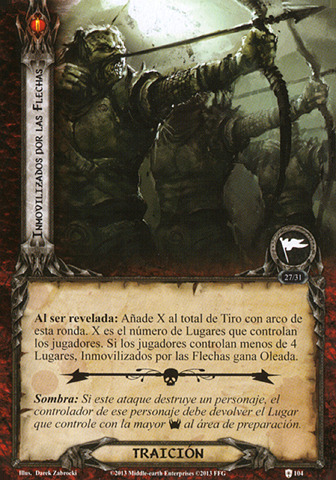 Inmovilizados por las Flechas
27/31
Al ser revelada: Añade X al total de Tiro con arco de
esta ronda. X es el número de Lugares que controlan
los jugadores. Si los jugadores controlan menos de 4
Lugares, Inmovilizados por las Flechas gana Oleada.
Sombra: Si este ataque destruye un personaje, el
controlador de ese personaje debe devolver el Lugar
que controle con la mayor al área de preparación.
TRAICIÓN
Illus. Darek Zabrocki ©2013 Middle-earth Enterprises ©2013 FFG 104